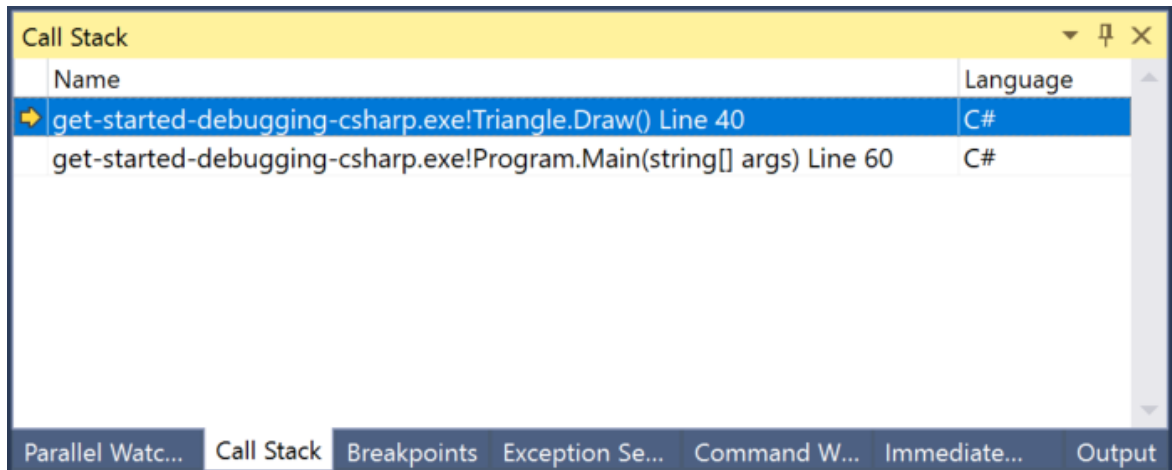 Call Stack
Name Language
get-started-debugging-csharp.exe!Triangle.Draw() Line 40 C#
get-started-debugging-csharp.exe!Program.Main(string[] args) Line 60 C#
Parallel Watc... Call Stack Breakpoints Exception Se... Command W... Immediate... Output